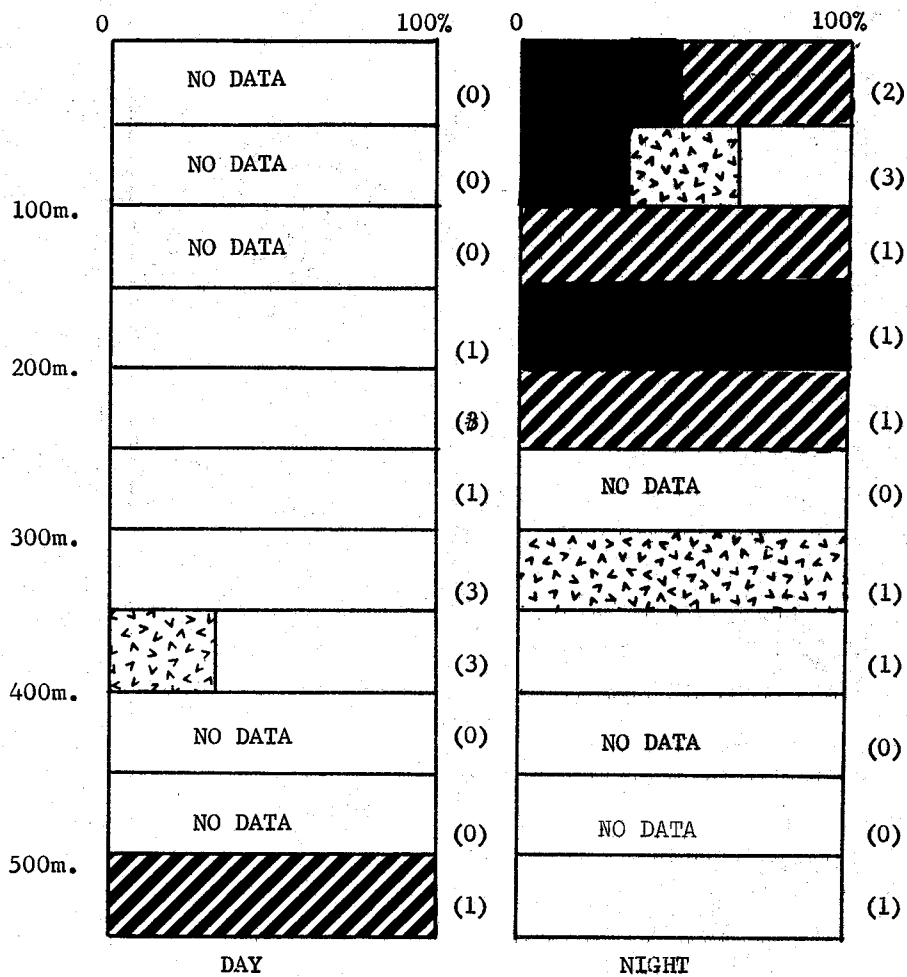 0 100% 0 100%
NO DATA (0) (2)
NO DATA (0) (3)
100m.
NO DATA (0) (1)
(1) (1)
200m.
(1)
(1) NO DATA (0)
300m.
(3) (1)
(3) (1)
400m.
NO DATA (0) NO DATA (0)
NO DATA (0) NO DATA (0)
500m.
(1) (1)
DAY NIGHT